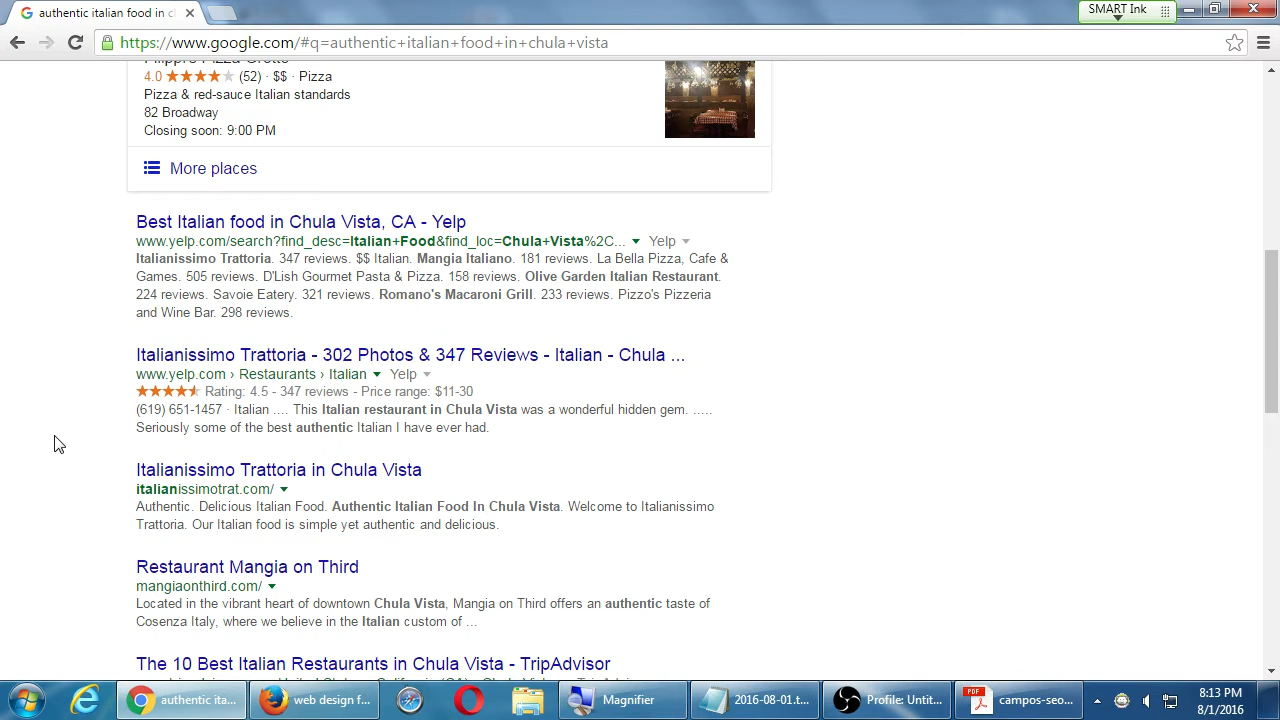 authentic italian food in c
SMART Ink
https://www.google.com/#q=authentic+italian+food+in+chula+vista
Filippi's Pizza Grotto
4.0 (52) · $$ · Pizza
Pizza & red-sauce Italian standards
82 Broadway
Closing soon: 9:00 PM
More places
Best Italian food in Chula Vista, CA - Yelp
www.yelp.com/search?find_desc=Italian+Food&find_loc=Chula+Vista%2C... Yelp
Italianissimo Trattoria. 347 reviews. $$ Italian. Mangia Italiano. 181 reviews. La Bella Pizza, Cafe &
Games. 505 reviews. D'Lish Gourmet Pasta & Pizza. 158 reviews. Olive Garden Italian Restaurant.
224 reviews. Savoie Eatery. 321 reviews. Romano's Macaroni Grill. 233 reviews. Pizzo's Pizzeria
and Wine Bar. 298 reviews.
Italianissimo Trattoria - 302 Photos & 347 Reviews - Italian - Chula ...
www.yelp.com › Restaurants › Italian Yelp
Rating: 4.5 - 347 reviews - Price range: $11-30
(619) 651-1457 · Italian .... This Italian restaurant in Chula Vista was a wonderful hidden gem. .....
Seriously some of the best authentic Italian I have ever had.
Italianissimo Trattoria in Chula Vista
italianissimotrat.com/
Authentic. Delicious Italian Food. Authentic Italian Food In Chula Vista. Welcome to Italianissimo
Trattoria. Our Italian food is simple yet authentic and delicious.
Restaurant Mangia on Third
mangiaonthird.com/
Located in the vibrant heart of downtown Chula Vista, Mangia on Third offers an authentic taste of
Cosenza Italy, where we believe in the Italian custom of ...
The 10 Best Italian Restaurants in Chula Vista - TripAdvisor
authentic ita...
web design f...
Magnifier
2016-08-01.t...
Profile: Untit...
PDF
campos-seo...
8:13 PM
8/1/2016